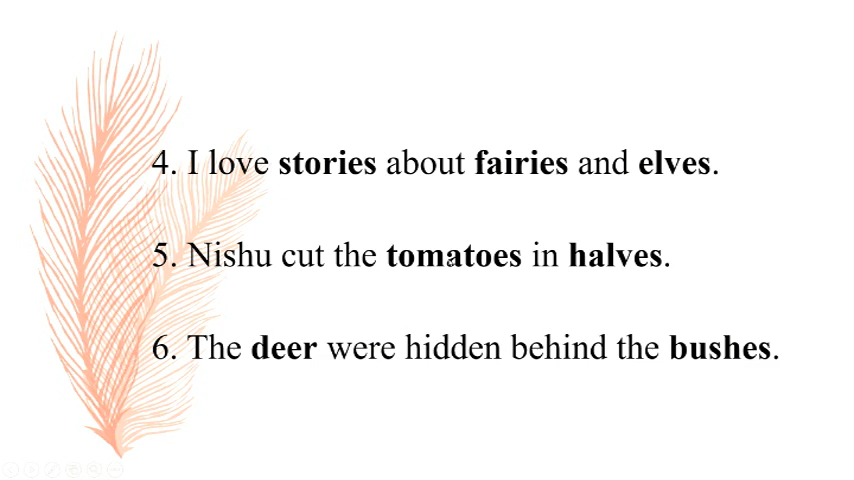 4. I love stories about fairies and elves.
5. Nishu cut the tomatoes in halves.
6. The deer were hidden behind the bushes.